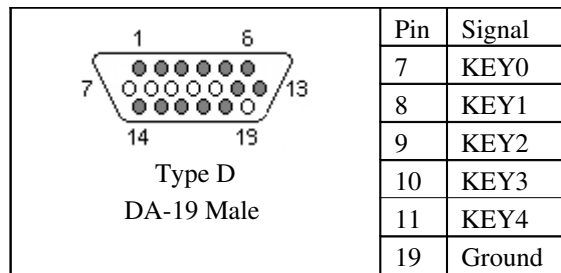 1 6
7 13
14 19
Type D
DA-19 Male
Pin Signal
7 KEY0
8 KEY1
9 KEY2
10 KEY3
11 KEY4
19 Ground